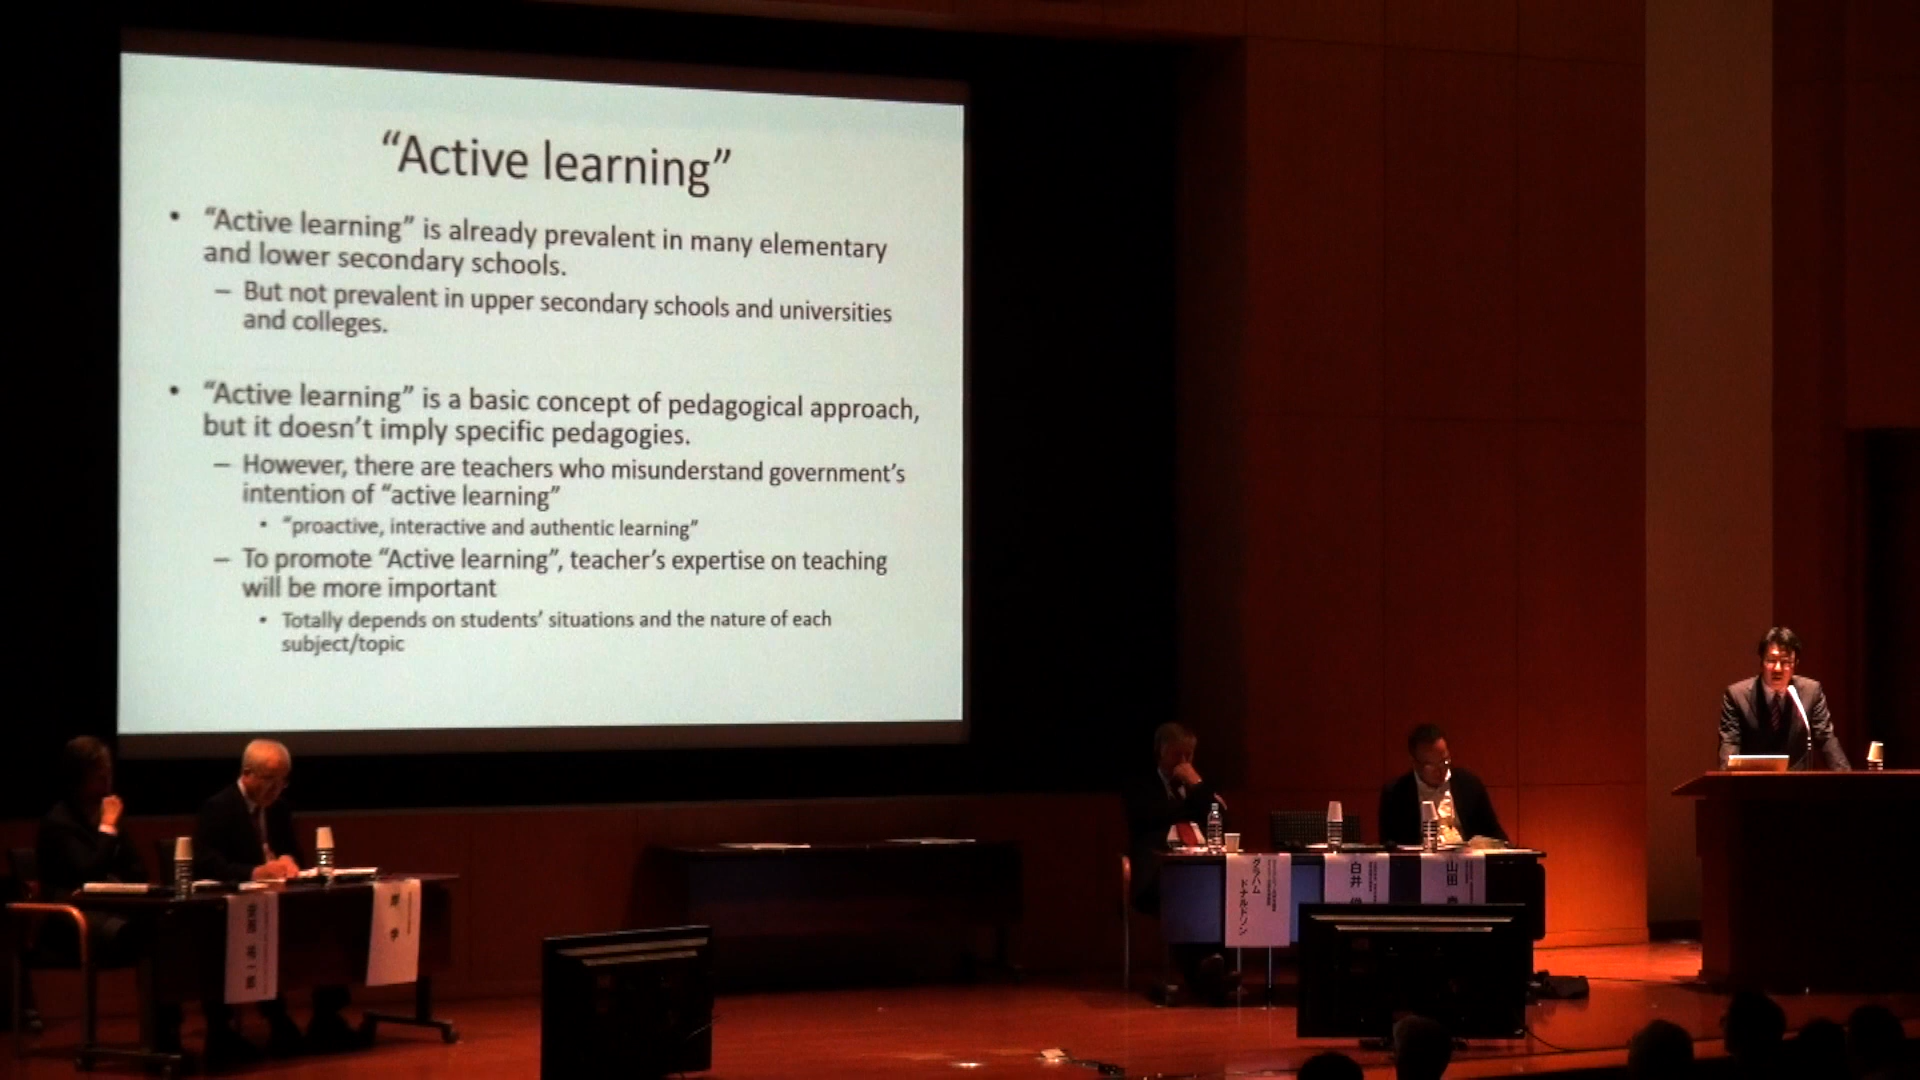 “Active learning”
• “Active learning” is already prevalent in many elementary
and lower secondary schools.
– But not prevalent in upper secondary schools and universities
and colleges.
• “Active learning” is a basic concept of pedagogical approach,
but it doesn’t imply specific pedagogies.
– However, there are teachers who misunderstand government’s
intention of “active learning”
• “proactive, interactive and authentic learning”
– To promote “Active learning”, teacher’s expertise on teaching
will be more important
• Totally depends on students’ situations and the nature of each
subject/topic
グラハム
ドナルドソン
白井
山田